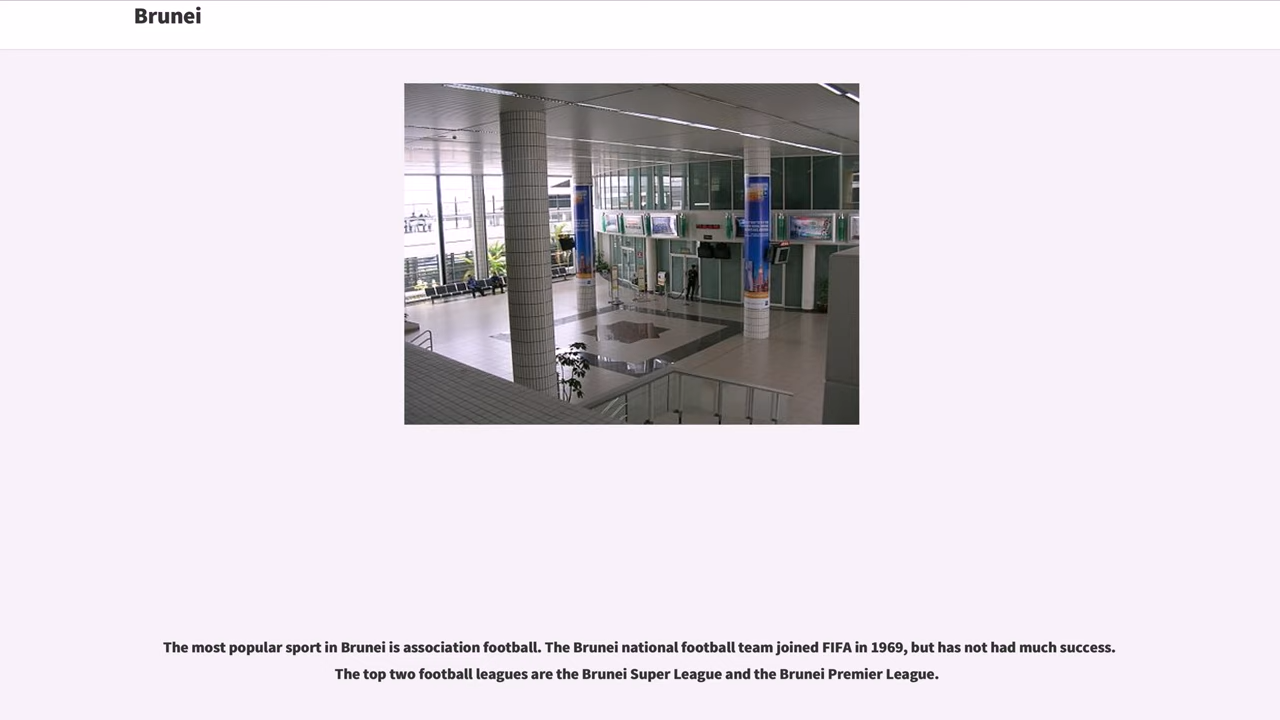 Brunei
The most popular sport in Brunei is association football. The Brunei national football team joined FIFA in 1969, but has not had much success.
The top two football leagues are the Brunei Super League and the Brunei Premier League.